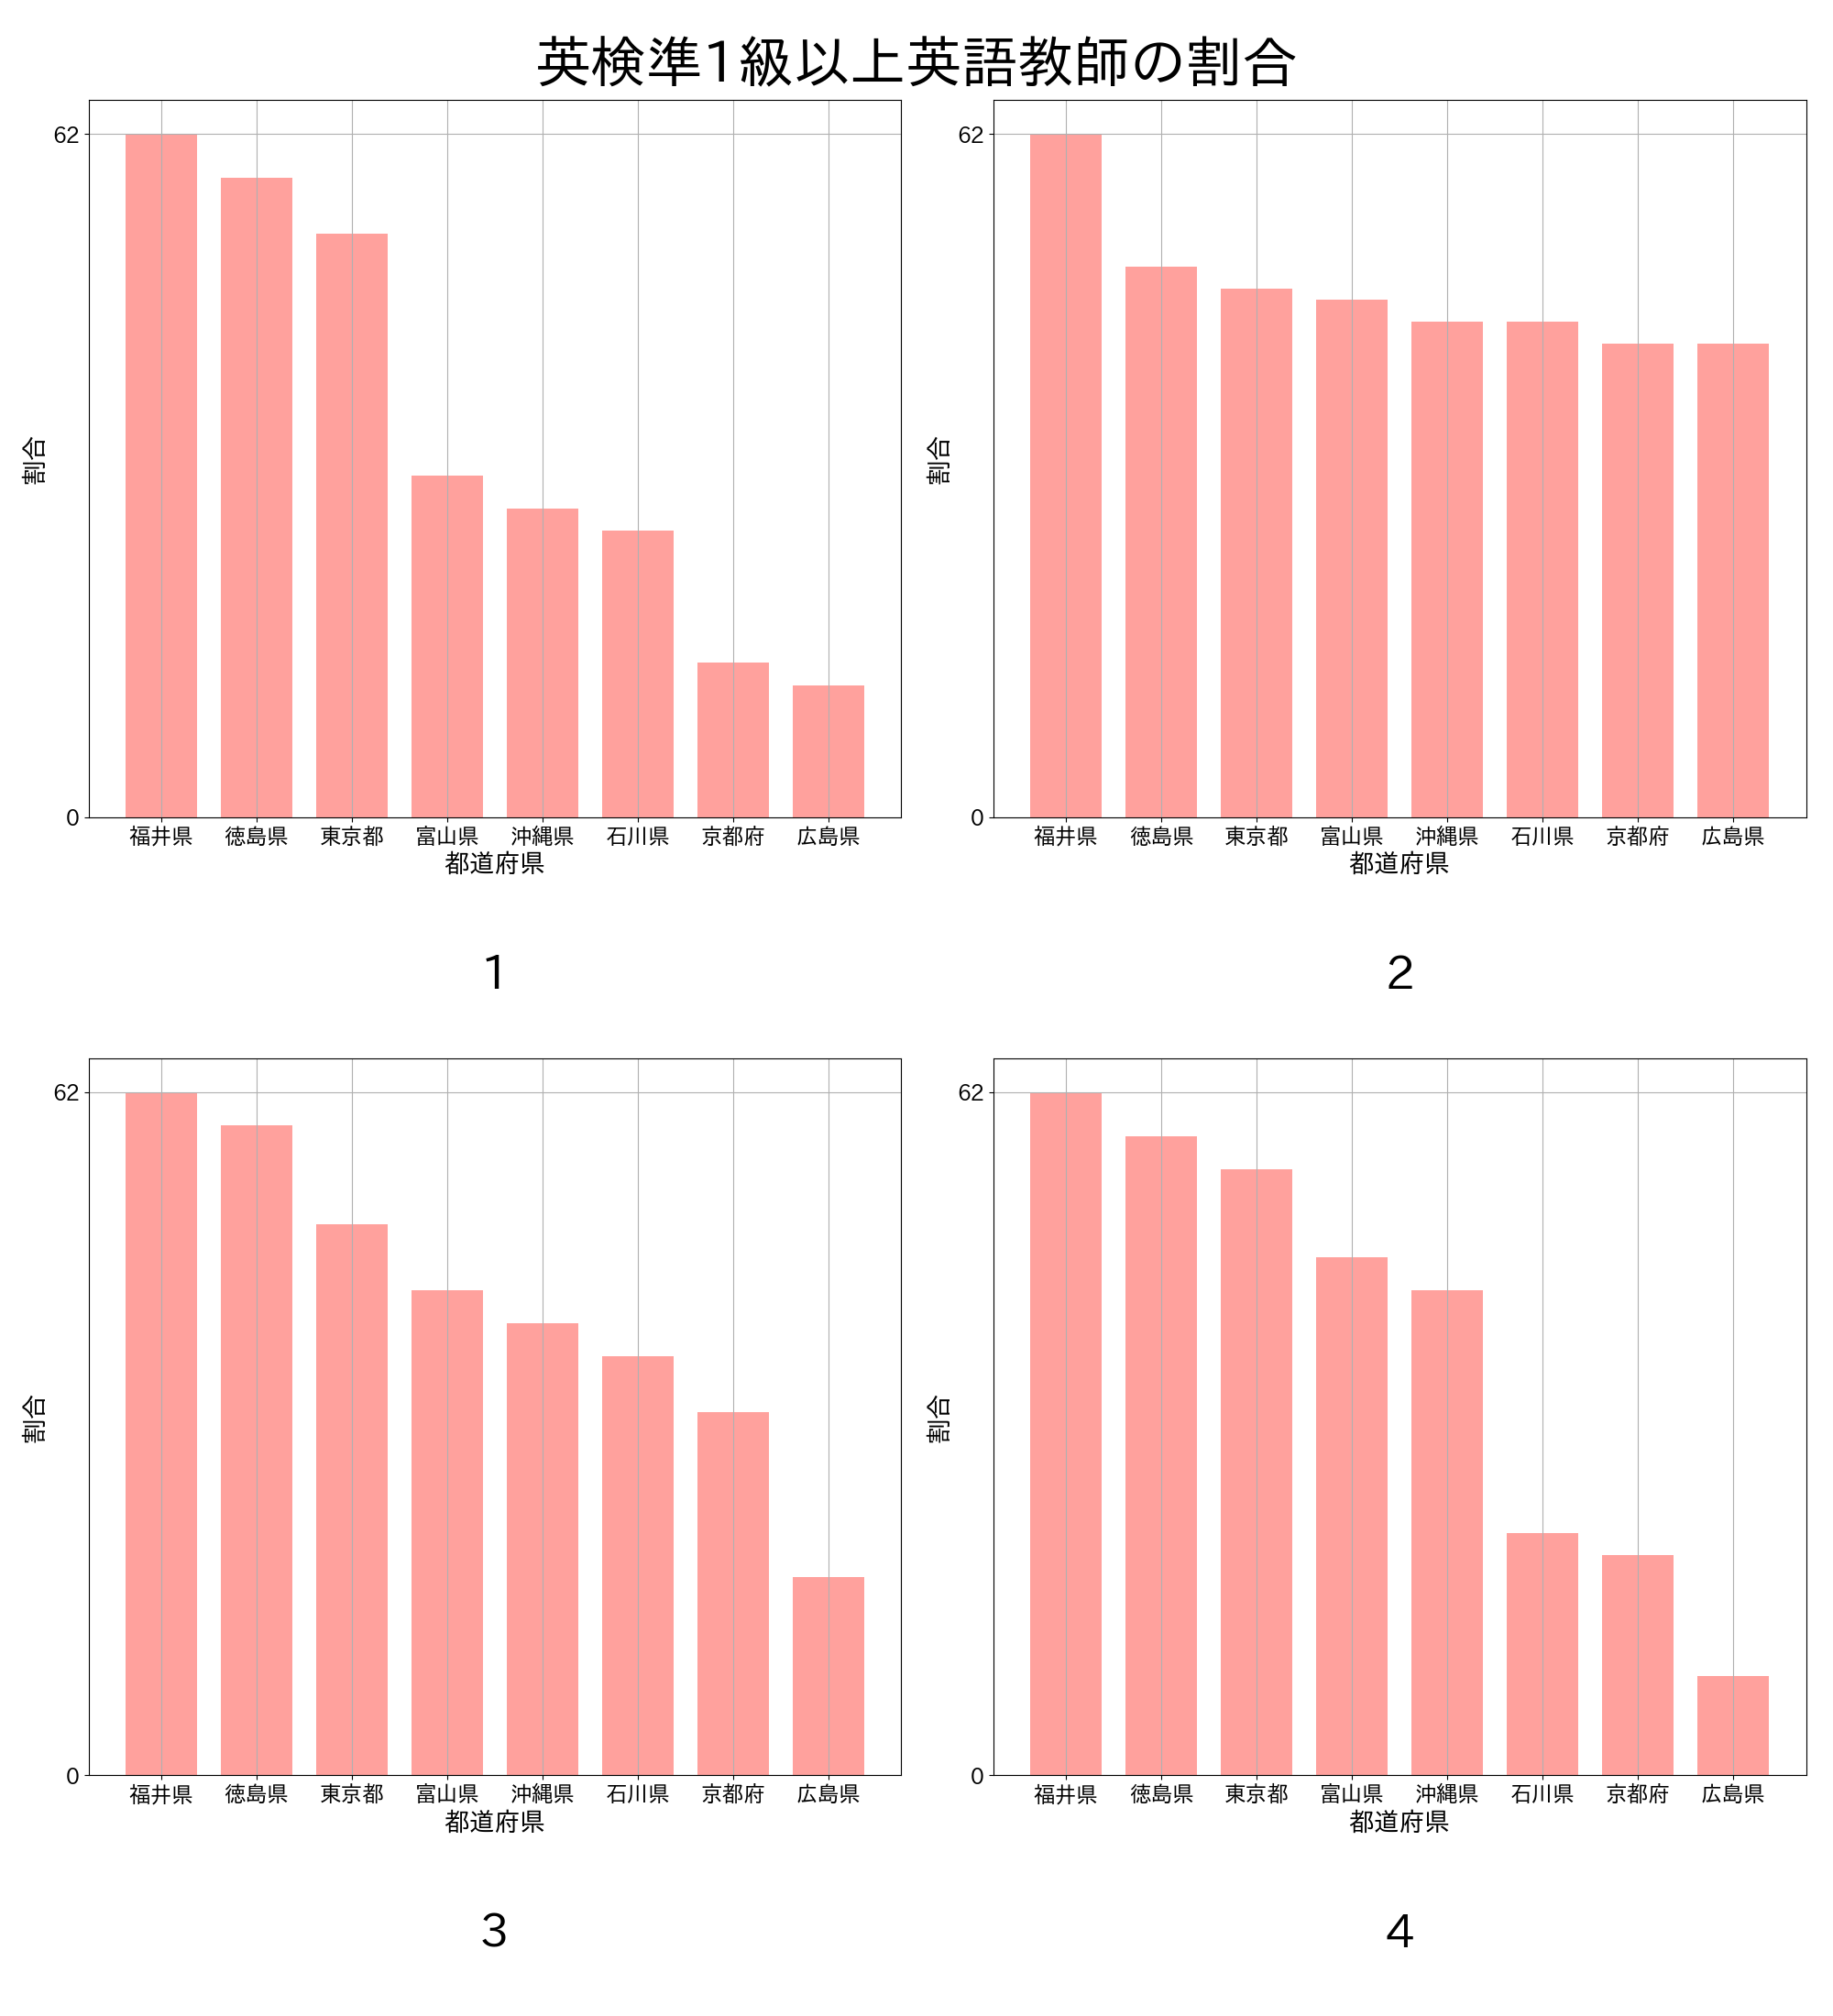 英検準1級以上英語教師の割合
62
0
割合
福井県 徳島県 東京都 富山県 沖縄県 石川県 京都府 広島県
都道府県
1
62
0
割合
福井県 徳島県 東京都 富山県 沖縄県 石川県 京都府 広島県
都道府県
2
62
0
割合
福井県 徳島県 東京都 富山県 沖縄県 石川県 京都府 広島県
都道府県
3
62
0
割合
福井県 徳島県 東京都 富山県 沖縄県 石川県 京都府 広島県
都道府県
4